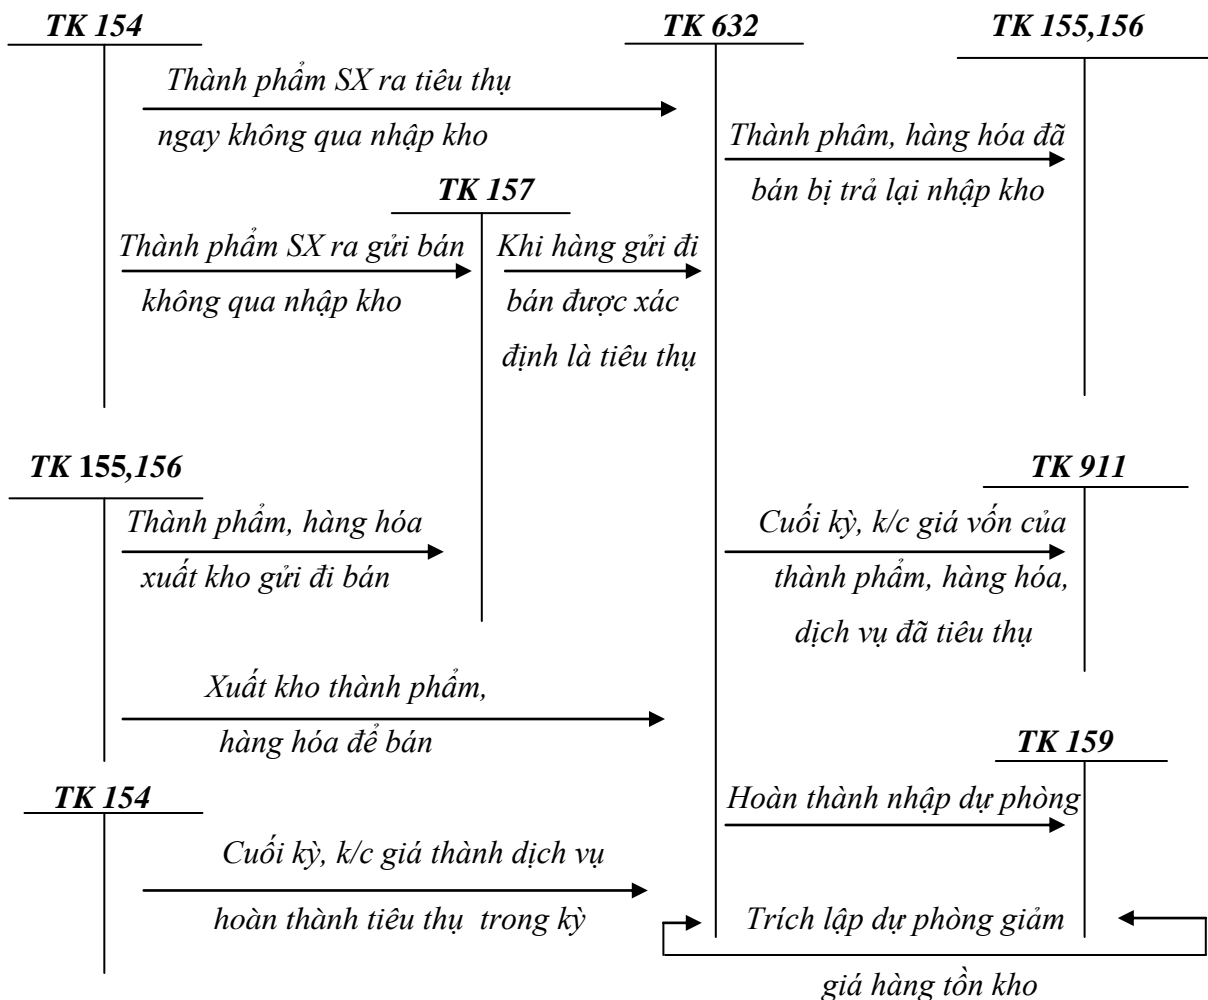 TK 154
TK 632
TK 155,156
Thành phẩm SX ra tiêu thụ
ngay không qua nhập kho
Thành phâm, hàng hóa đã
bán bị trả lại nhập kho
TK 157
Thành phẩm SX ra gửi bán
không qua nhập kho
Khi hàng gửi đi
bán được xác
định là tiêu thụ
TK 155,156
TK 911
Thành phẩm, hàng hóa
xuất kho gửi đi bán
Cuối kỳ, k/c giá vốn của
thành phẩm, hàng hóa,
dịch vụ đã tiêu thụ
Xuất kho thành phẩm,
hàng hóa để bán
TK 159
TK 154
Hoàn thành nhập dự phòng
Cuối kỳ, k/c giá thành dịch vụ
hoàn thành tiêu thụ trong kỳ
Trích lập dự phòng giảm
giá hàng tồn kho